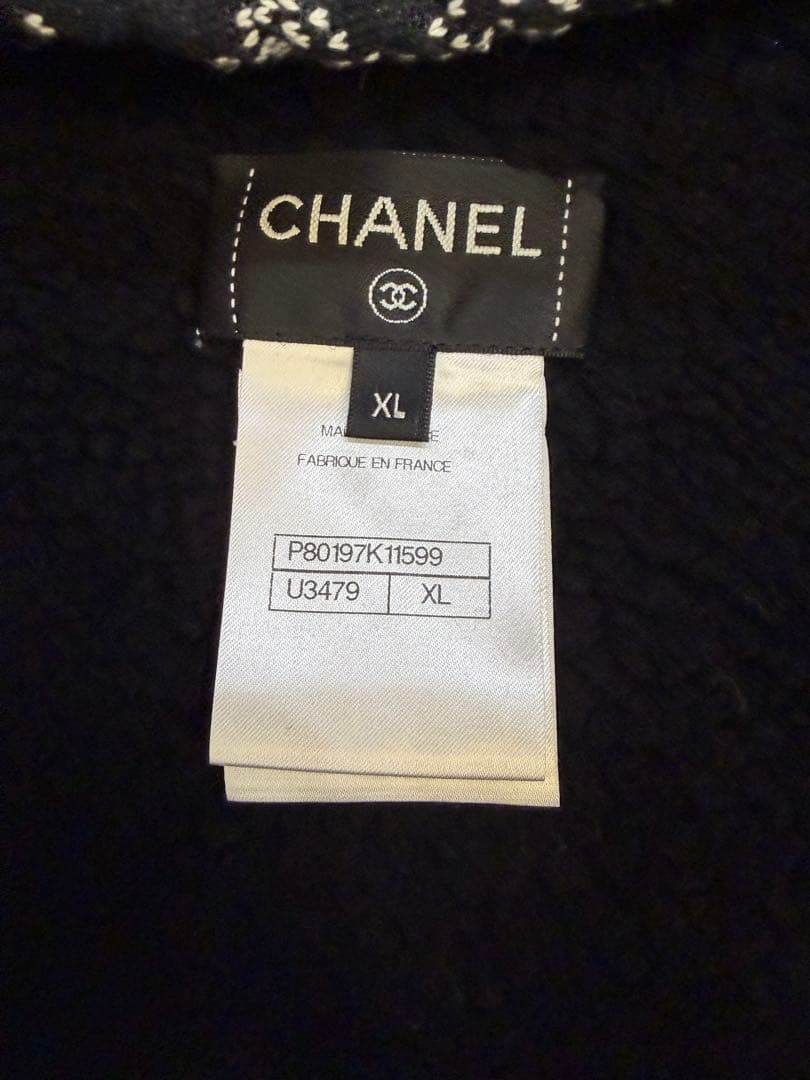 CHANEL
XL
FABRIQUE EN FRANCE
P80197K11599
U3479 XL